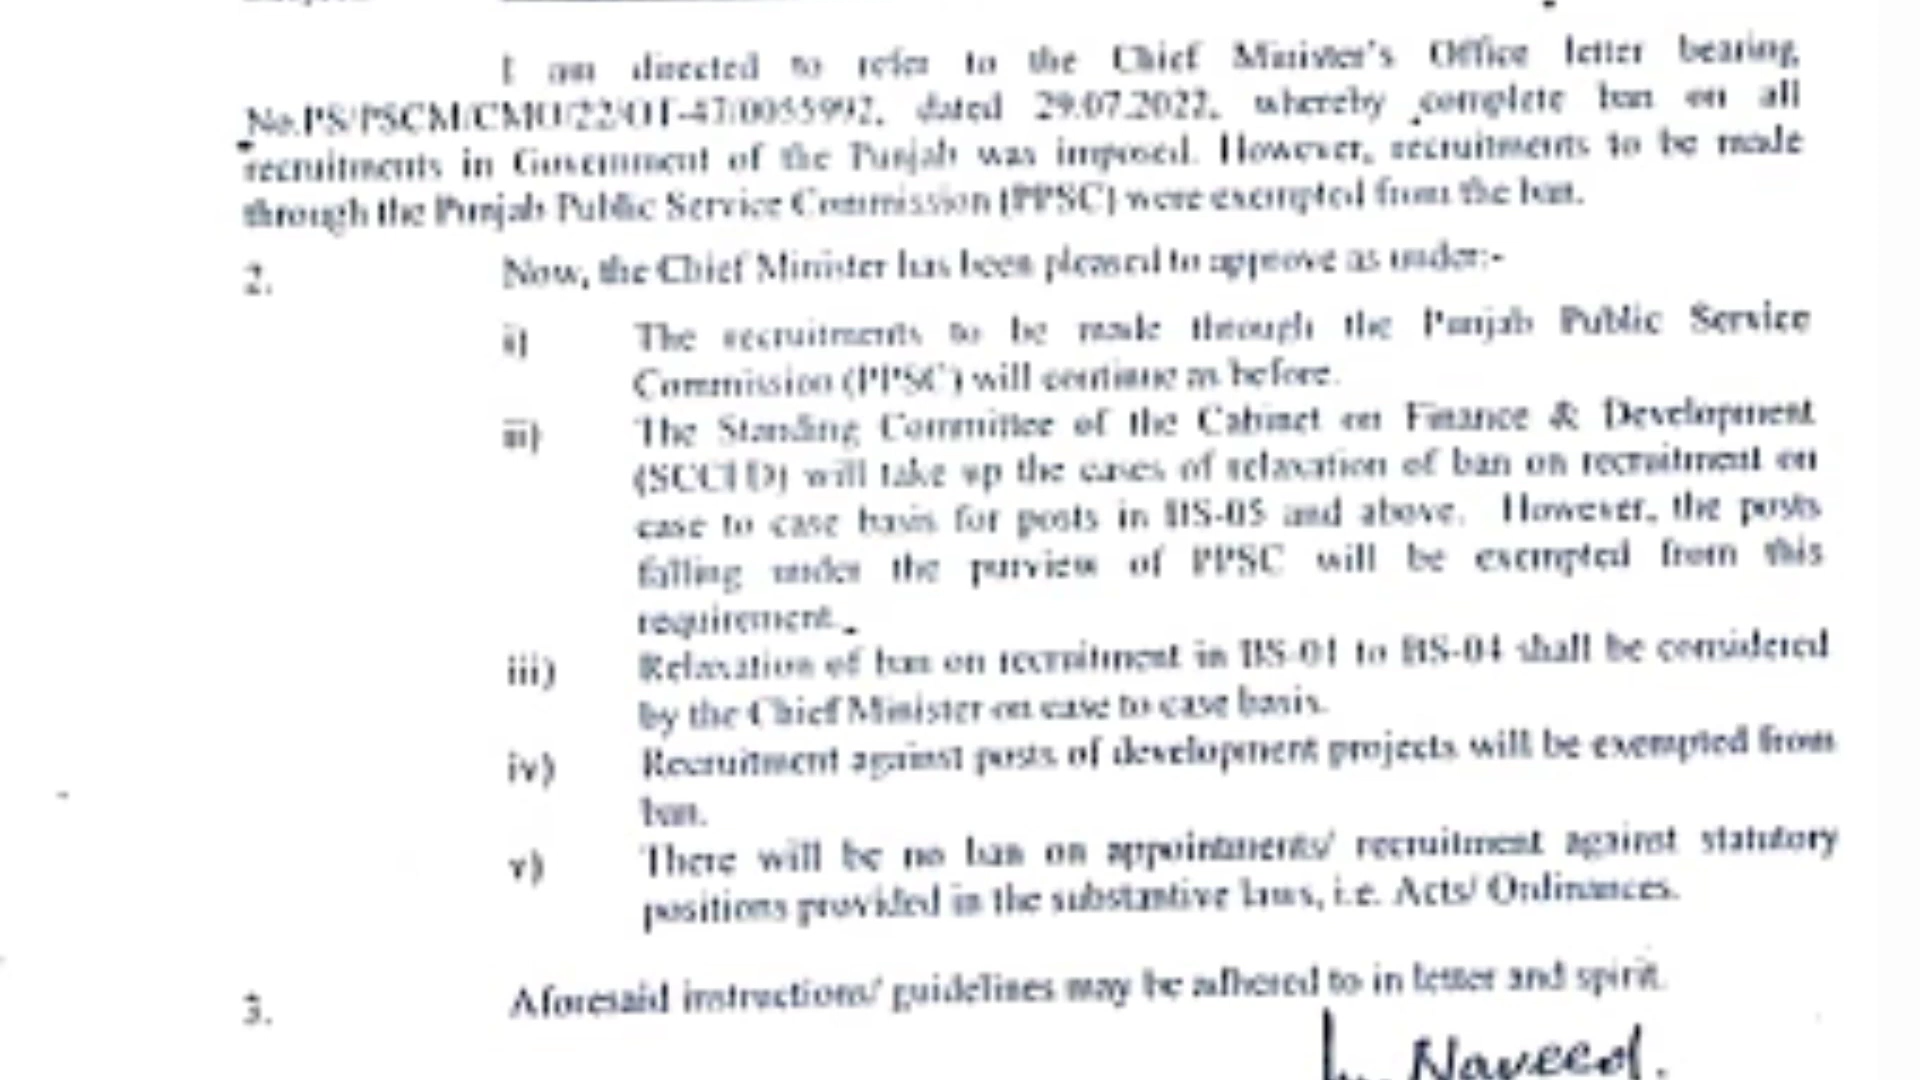 I am directed to refer to the Chief Minister's Office letter bearing
No.PS/PSCM/CMO/22/OT-47/0055992, dated 29.07.2022, whereby complete ban on all
recruitments in Government of the Punjab was imposed. However, recruitments to be made
through the Punjab Public Service Commission (PPSC) were exempted from the ban.
2. Now, the Chief Minister has been pleased to approve as under:-
i) The recruitments to be made through the Punjab Public Service
Commission (PPSC) will continue as before.
ii) The Standing Committee of the Cabinet on Finance & Development
(SCCFD) will take up the cases of relaxation of ban on recruitment on
case to case basis for posts in BS-05 and above. However, the posts
falling under the purview of PPSC will be exempted from this
requirement.
iii) Relaxation of ban on recruitment in BS-01 to BS-04 shall be considered
by the Chief Minister on case to case basis.
iv) Recruitment against posts of development projects will be exempted from
ban.
v) There will be no ban on appointments/ recruitment against statutory
positions provided in the substantive laws, i.e. Acts/ Ordinances.
3. Aforesaid instructions/ guidelines may be adhered to in letter and spirit.
Naveed.